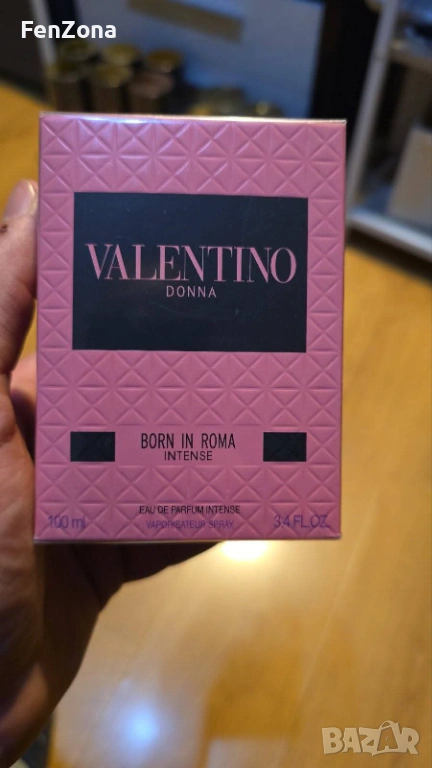 FenZona
VALENTINO
DONNA
BORN IN ROMA
INTENSE
EAU DE PARFUM INTENSE
100 ml VAPORISATEUR SPRAY 3.4 FL.OZ.
BAZAR